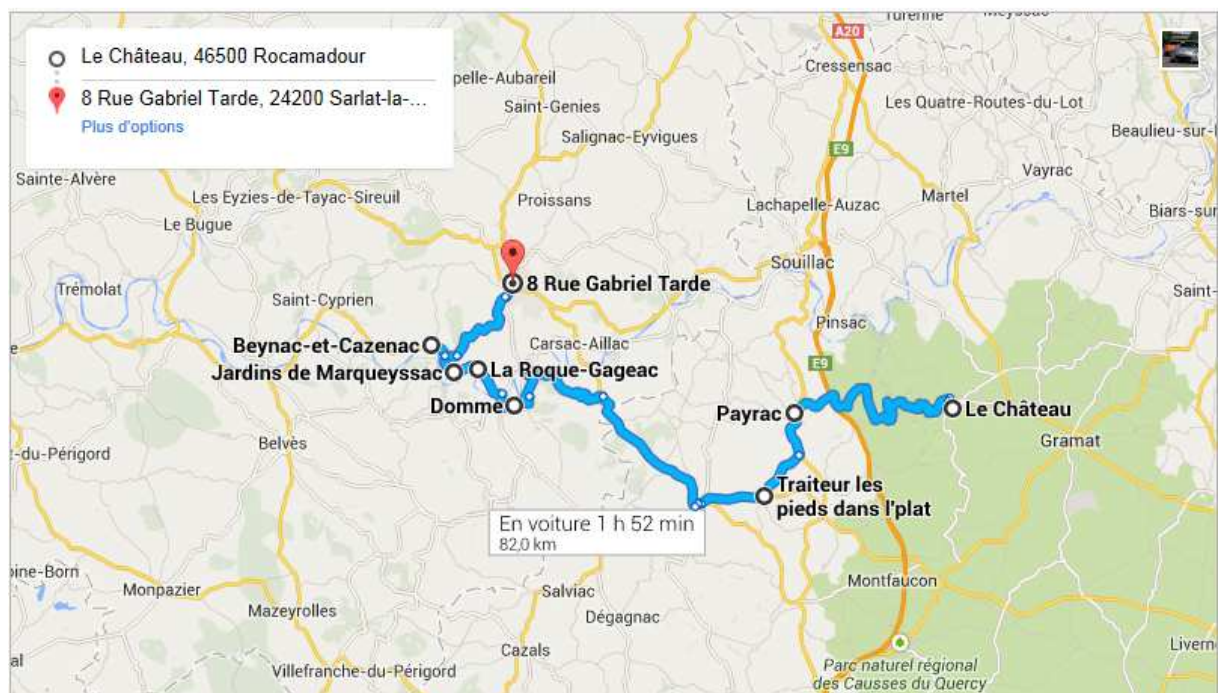 Le Château, 46500 Rocamadour
8 Rue Gabriel Tarde, 24200 Sarlat-la-...
Plus d'options
Turenne
Meyssac
A20
Cressensac
pelle-Aubareil
Saint-Genies
Salignac-Eyvigues
Les Quatre-Routes-du-Lot
Beaulieu-sur-
E9
Vayrac
Sainte-Alvère
Les Eyzies-de-Tayac-Sireuil
Proissans
Lachapelle-Auzac
Martel
Biars-sur-
Le Bugue
Souillac
8 Rue Gabriel Tarde
Trémolat
Saint-Cyprien
Saint-
Pinsac
Beynac-et-Cazenac
Carsac-Aillac
Jardins de Marqueyssac
La Roque-Gageac
E9
Domme
Payrac
Le Château
Gramat
Belvès
-du-Périgord
Traiteur les
pieds dans l'plat
En voiture 1 h 52 min
82,0 km
oine-Born
Monpazier
Mazeyrolles
Salviac
Dégagnac
Montfaucon
Cazals
Livern
al
Villefranche-du-Périgord
Parc naturel régional
des Causses du Quercy